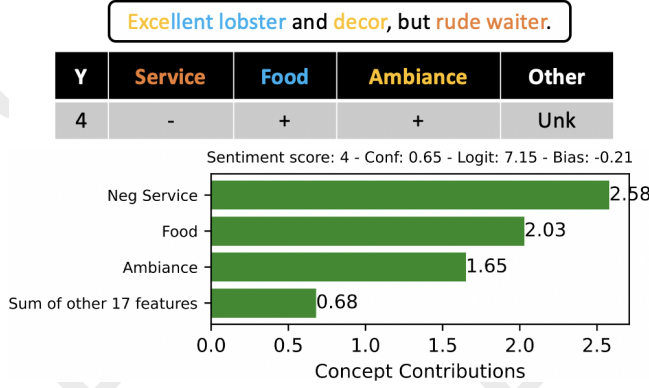 Excellent lobster and decor, but rude waiter.
Y Service Food Ambiance Other
4 - + + Unk
Sentiment score: 4 - Conf: 0.65 - Logit: 7.15 - Bias: -0.21
Neg Service 2.58
Food 2.03
Ambiance 1.65
Sum of other 17 features 0.68
0.0 0.5 1.0 1.5 2.0 2.5
Concept Contributions